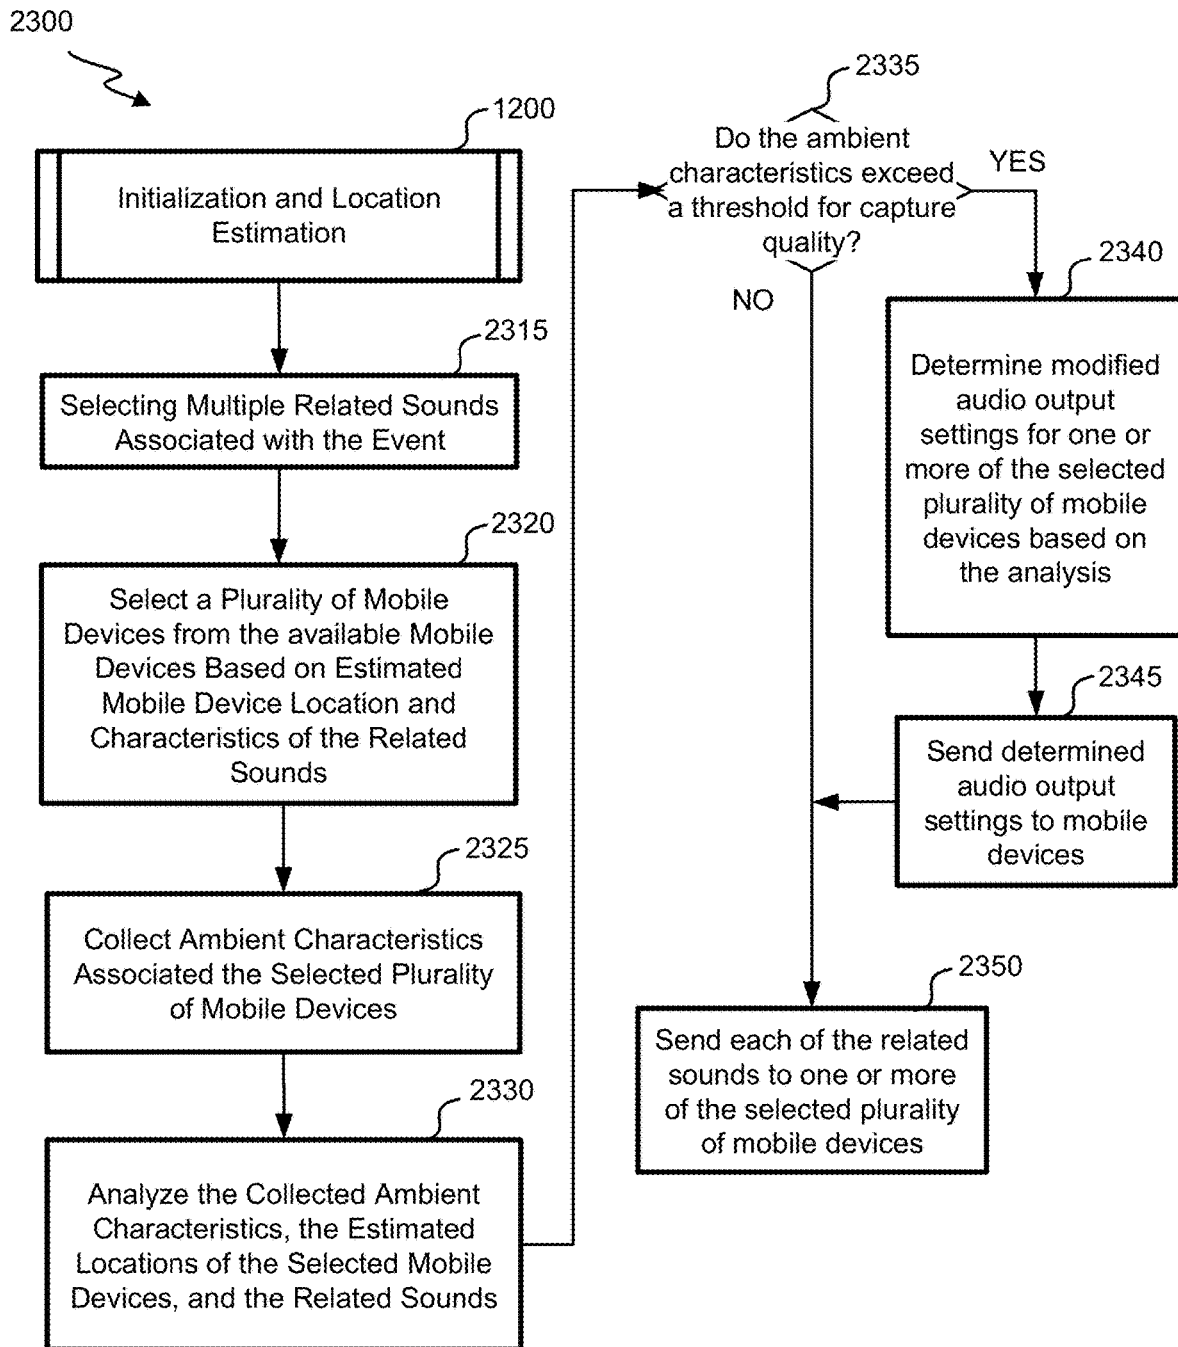 2300
1200
Initialization and Location
Estimation
2315
Selecting Multiple Related Sounds
Associated with the Event
2320
Select a Plurality of Mobile
Devices from the available Mobile
Devices Based on Estimated
Mobile Device Location and
Characteristics of the Related
Sounds
2325
Collect Ambient Characteristics
Associated the Selected Plurality
of Mobile Devices
2330
Analyze the Collected Ambient
Characteristics, the Estimated
Locations of the Selected Mobile
Devices, and the Related Sounds
2335
Do the ambient
characteristics exceed
a threshold for capture
quality?
YES
NO
2340
Determine modified
audio output
settings for one or
more of the selected
plurality of mobile
devices based on
the analysis
2345
Send determined
audio output
settings to mobile
devices
2350
Send each of the related
sounds to one or more
of the selected plurality
of mobile devices